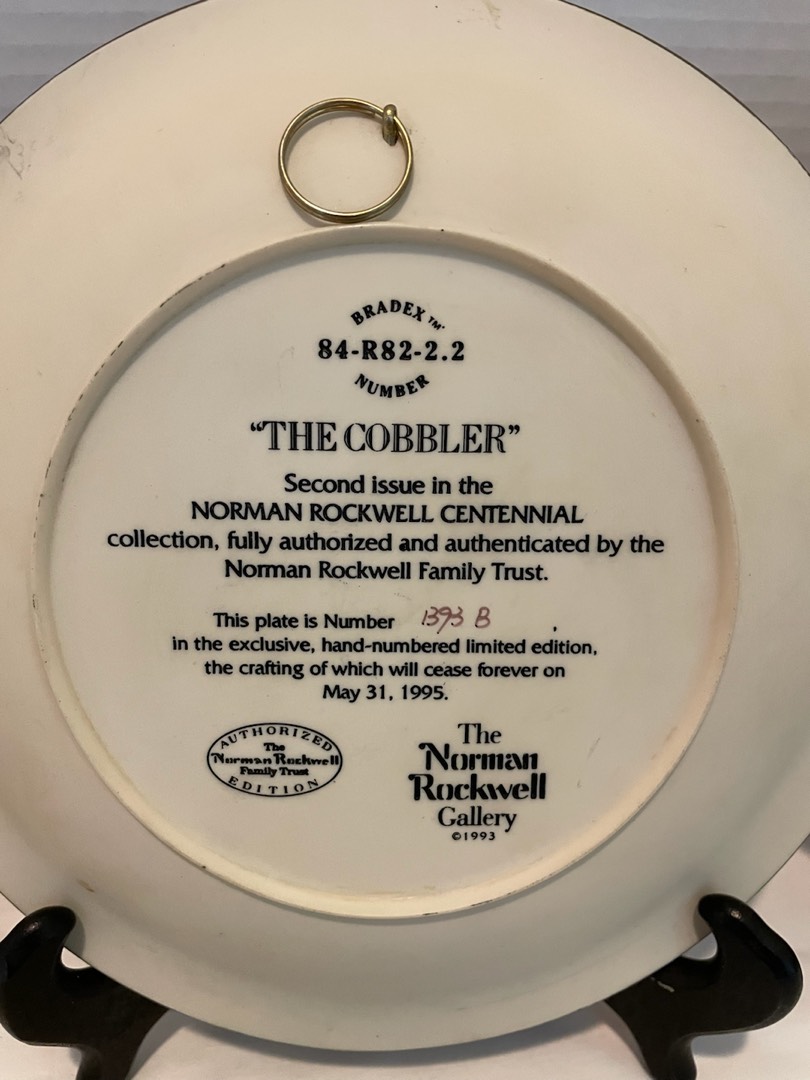 BRADEX™
84-R82-2.2
NUMBER
“THE COBBLER”
Second issue in the
NORMAN ROCKWELL CENTENNIAL
collection, fully authorized and authenticated by the
Norman Rockwell Family Trust.
This plate is Number 1393 B ,
in the exclusive, hand-numbered limited edition,
the crafting of which will cease forever on
May 31, 1995.
AUTHORIZED
The
Norman Rockwell
Family Trust
EDITION
The
Norman
Rockwell
Gallery
©1993